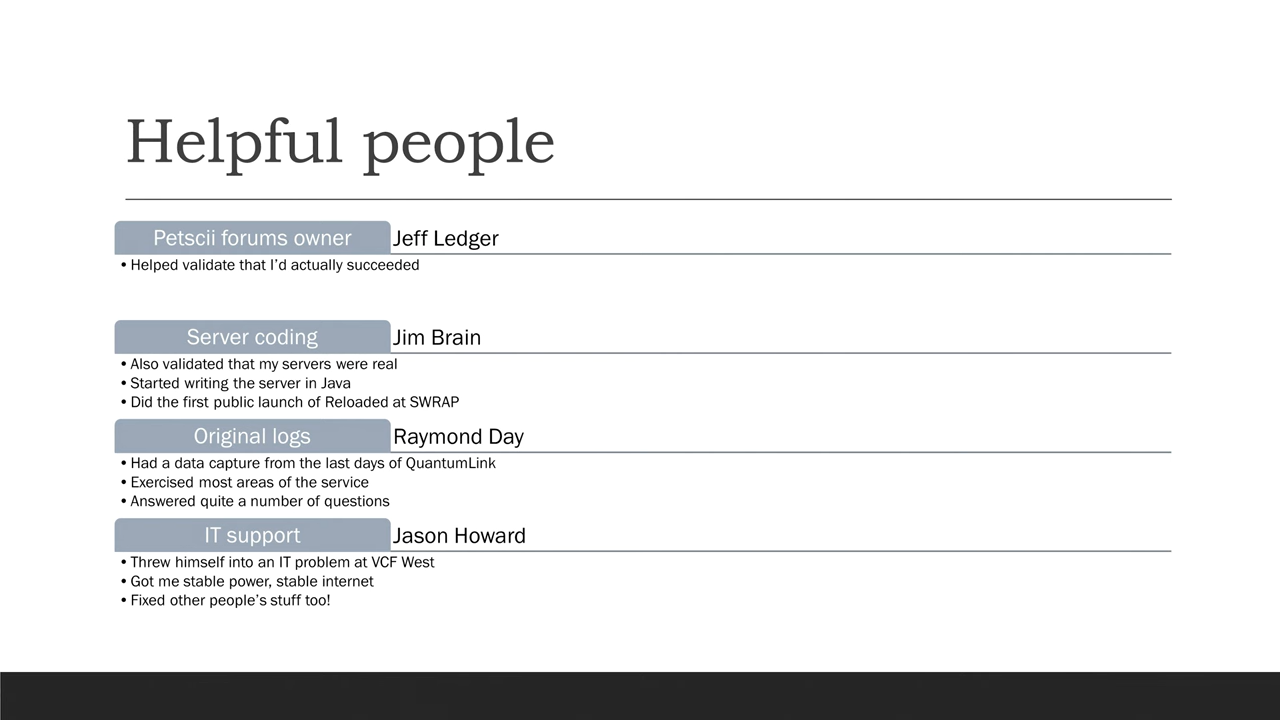 Helpful people
Petscii forums owner Jeff Ledger
• Helped validate that I’d actually succeeded
Server coding Jim Brain
• Also validated that my servers were real
• Started writing the server in Java
• Did the first public launch of Reloaded at SWRAP
Original logs Raymond Day
• Had a data capture from the last days of QuantumLink
• Exercised most areas of the service
• Answered quite a number of questions
IT support Jason Howard
• Threw himself into an IT problem at VCF West
• Got me stable power, stable internet
• Fixed other people’s stuff too!